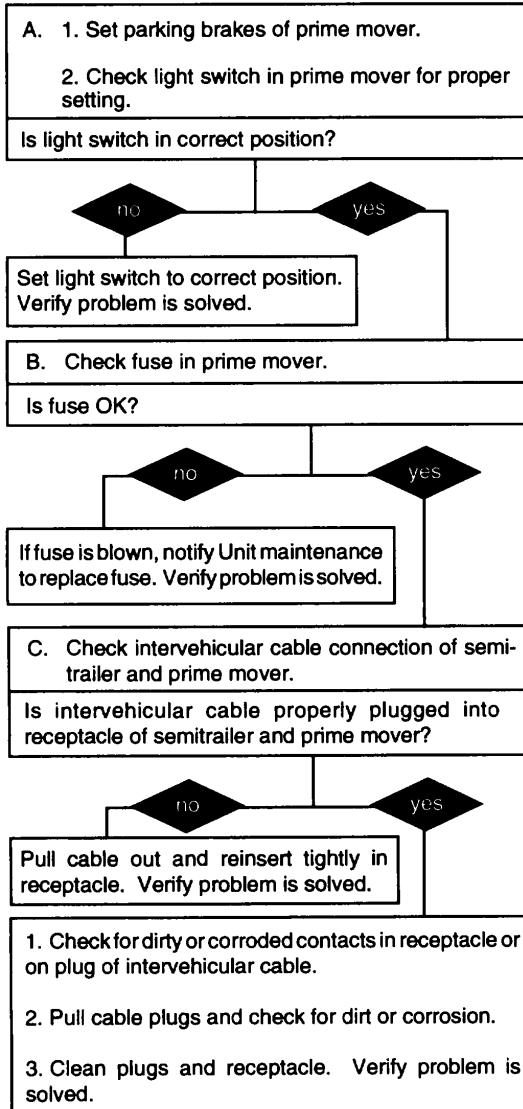 A. 1. Set parking brakes of prime mover.
2. Check light switch in prime mover for proper
setting.
Is light switch in correct position?
no
yes
Set light switch to correct position.
Verify problem is solved.
B. Check fuse in prime mover.
Is fuse OK?
no
yes
If fuse is blown, notify Unit maintenance
to replace fuse. Verify problem is solved.
C. Check intervehicular cable connection of semi-
trailer and prime mover.
Is intervehicular cable properly plugged into
receptacle of semitrailer and prime mover?
no
yes
Pull cable out and reinsert tightly in
receptacle. Verify problem is solved.
1. Check for dirty or corroded contacts in receptacle or
on plug of intervehicular cable.
2. Pull cable plugs and check for dirt or corrosion.
3. Clean plugs and receptacle. Verify problem is
solved.